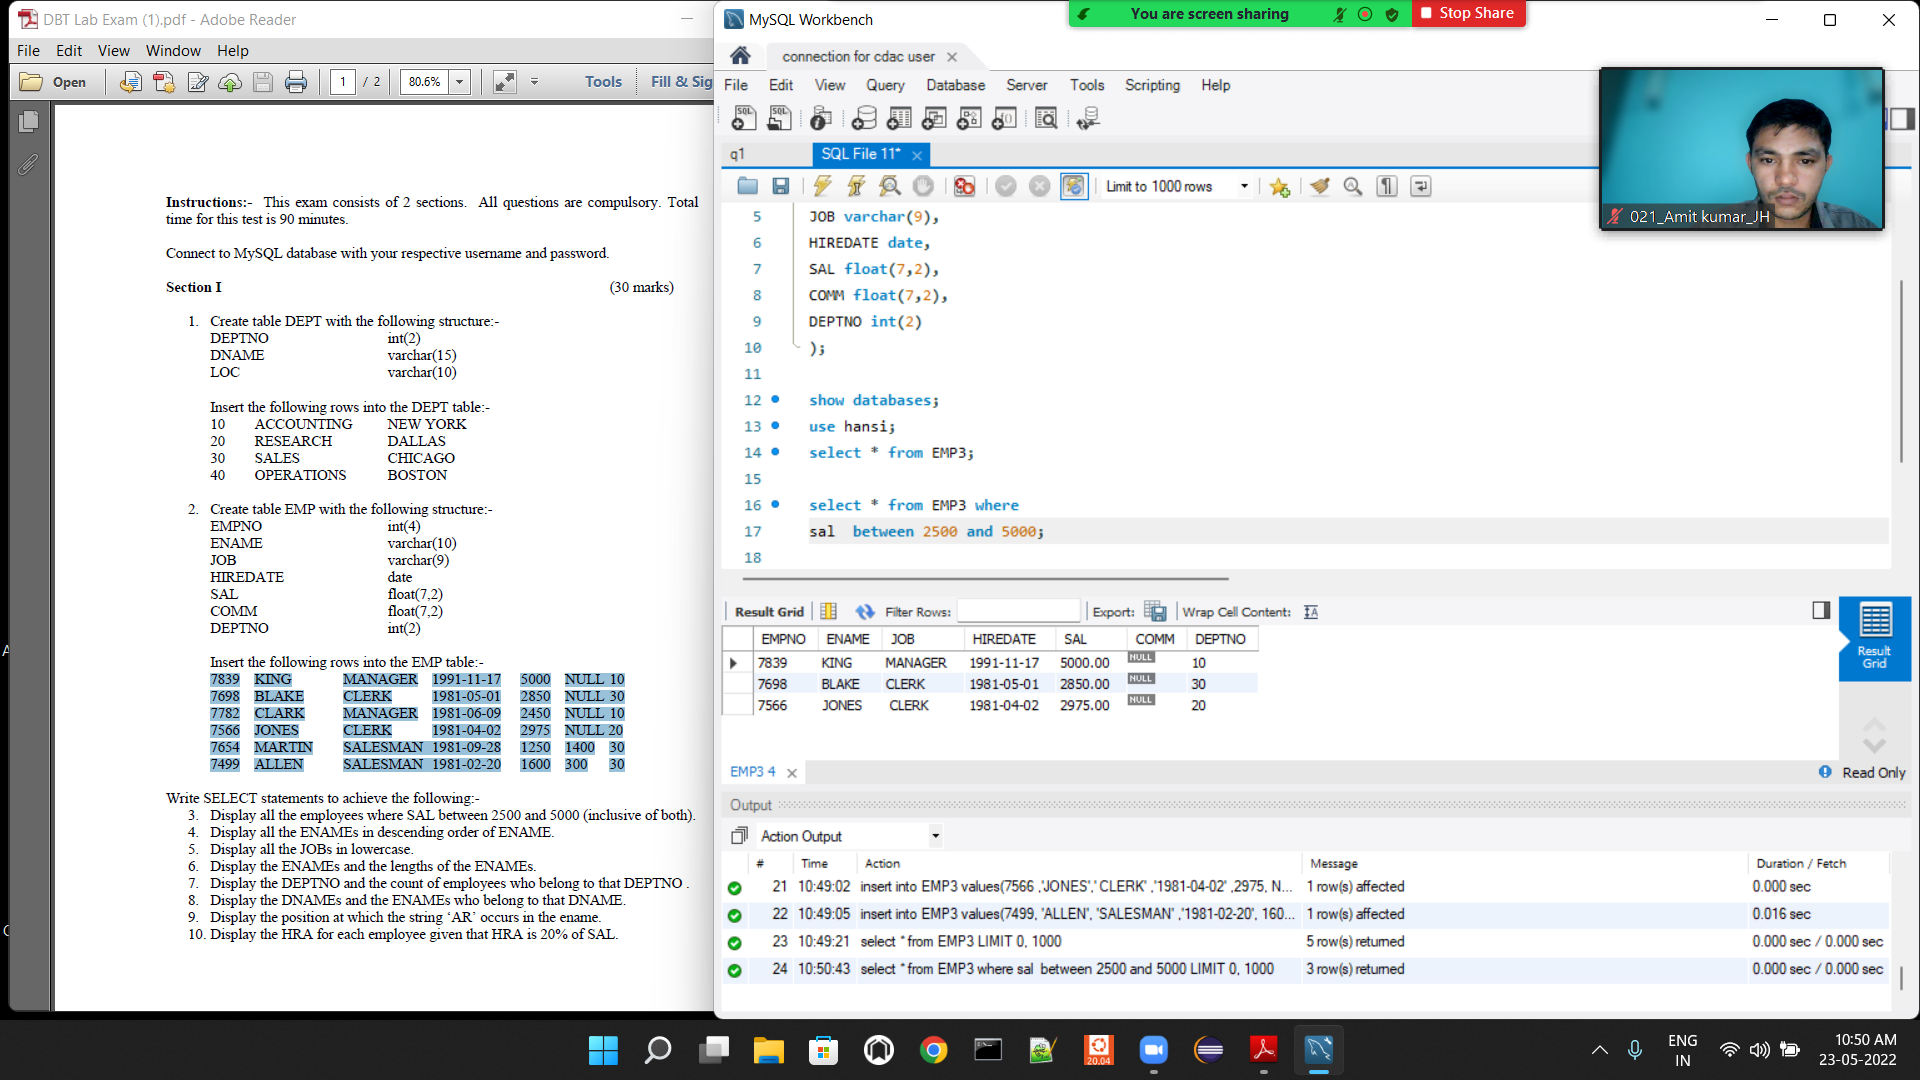 DBT Lab Exam (1).pdf - Adobe Reader
File Edit View Window Help
Open 1 / 2 80.6% Tools Fill & Sig
Instructions:- This exam consists of 2 sections. All questions are compulsory. Total
time for this test is 90 minutes.
Connect to MySQL database with your respective username and password.
Section I (30 marks)
1. Create table DEPT with the following structure:-
DEPTNO int(2)
DNAME varchar(15)
LOC varchar(10)
Insert the following rows into the DEPT table:-
10 ACCOUNTING NEW YORK
20 RESEARCH DALLAS
30 SALES CHICAGO
40 OPERATIONS BOSTON
2. Create table EMP with the following structure:-
EMPNO int(4)
ENAME varchar(10)
JOB varchar(9)
HIREDATE date
SAL float(7,2)
COMM float(7,2)
DEPTNO int(2)
Insert the following rows into the EMP table:-
7839 KING MANAGER 1991-11-17 5000 NULL 10
7698 BLAKE CLERK 1981-05-01 2850 NULL 30
7782 CLARK MANAGER 1981-06-09 2450 NULL 10
7566 JONES CLERK 1981-04-02 2975 NULL 20
7654 MARTIN SALESMAN 1981-09-28 1250 1400 30
7499 ALLEN SALESMAN 1981-02-20 1600 300 30
Write SELECT statements to achieve the following:-
3. Display all the employees where SAL between 2500 and 5000 (inclusive of both).
4. Display all the ENAMEs in descending order of ENAME.
5. Display all the JOBs in lowercase.
6. Display the ENAMEs and the lengths of the ENAMEs.
7. Display the DEPTNO and the count of employees who belong to that DEPTNO .
8. Display the DNAMEs and the ENAMEs who belong to that DNAME.
9. Display the position at which the string ‘AR’ occurs in the ename.
10. Display the HRA for each employee given that HRA is 20% of SAL.
MySQL Workbench
You are screen sharing Stop Share
connection for cdac user
File Edit View Query Database Server Tools Scripting Help
021_Amit kumar_JH
q1 SQL File 11*
Limit to 1000 rows
5 JOB varchar(9),
6 HIREDATE date,
7 SAL float(7,2),
8 COMM float(7,2),
9 DEPTNO int(2)
10 );
11
12 show databases;
13 use hansi;
14 select * from EMP3;
15
16 select * from EMP3 where
17 sal between 2500 and 5000;
18
Result Grid Filter Rows: Export: Wrap Cell Content:
EMPNO ENAME JOB HIREDATE SAL COMM DEPTNO
7839 KING MANAGER 1991-11-17 5000.00 NULL 10
7698 BLAKE CLERK 1981-05-01 2850.00 NULL 30
7566 JONES CLERK 1981-04-02 2975.00 NULL 20
Result
Grid
EMP3 4 Read Only
Output
Action Output
# Time Action Message Duration / Fetch
21 10:49:02 insert into EMP3 values(7566 ,'JONES',' CLERK' ,'1981-04-02' ,2975, N... 1 row(s) affected 0.000 sec
22 10:49:05 insert into EMP3 values(7499, 'ALLEN', 'SALESMAN' ,'1981-02-20', 160... 1 row(s) affected 0.016 sec
23 10:49:21 select * from EMP3 LIMIT 0, 1000 5 row(s) returned 0.000 sec / 0.000 sec
24 10:50:43 select * from EMP3 where sal between 2500 and 5000 LIMIT 0, 1000 3 row(s) returned 0.000 sec / 0.000 sec
20.04
ENG
IN
10:50 AM
23-05-2022